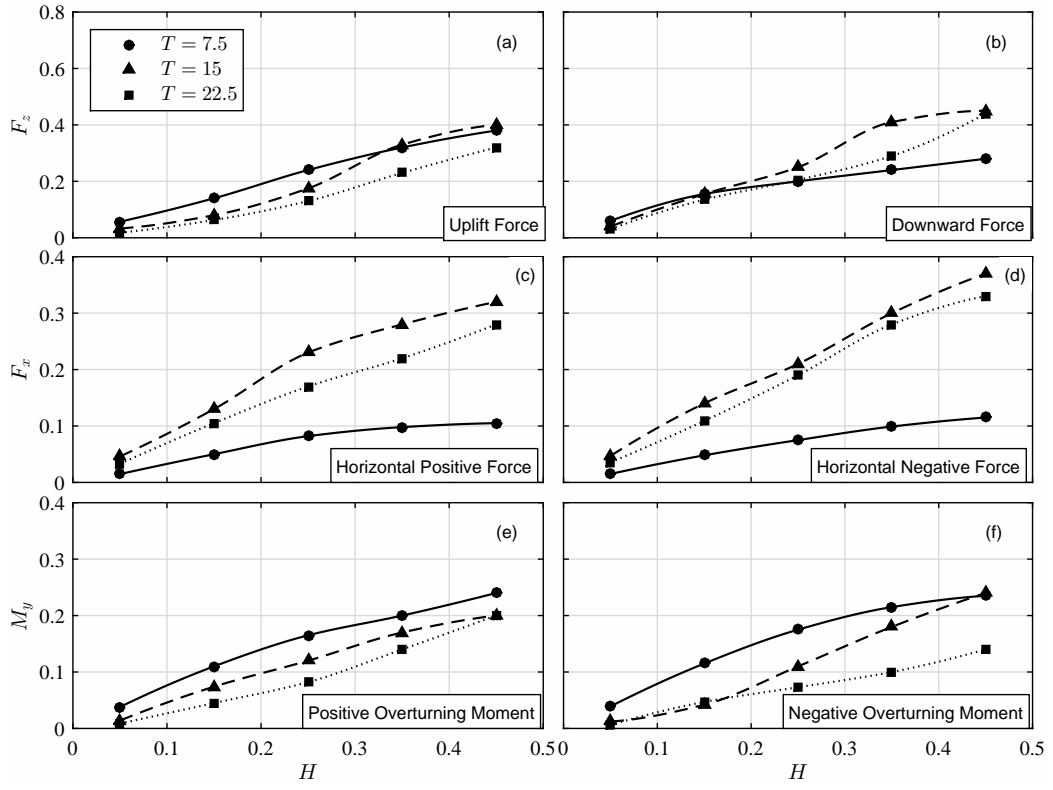 0.8
0.6
0.4
0.2
0
F_z
T = 7.5
T = 15
T = 22.5
(a)
Uplift Force
(b)
Downward Force
0.4
0.3
0.2
0.1
0
F_x
(c)
Horizontal Positive Force
(d)
Horizontal Negative Force
0.4
0.3
0.2
0.1
0
M_y
(e)
Positive Overturning Moment
(f)
Negative Overturning Moment
0 0.1 0.2 0.3 0.4 0.5
0.1 0.2 0.3 0.4 0.5
H
H